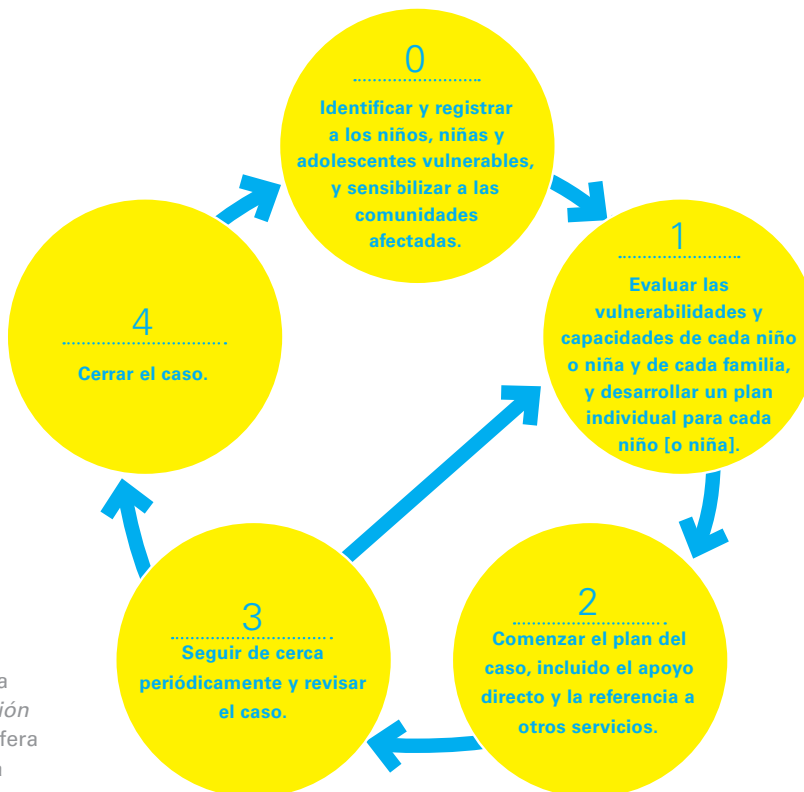 0
Identificar y registrar
a los niños, niñas y
adolescentes vulnerables,
y sensibilizar a las
comunidades
afectadas.
1
Evaluar las
vulnerabilidades y
capacidades de cada niño
o niña y de cada familia,
y desarrollar un plan
individual para cada
niño [o niña].
2
Comenzar el plan del
caso, incluido el apoyo
directo y la referencia a
otros servicios.
3
Seguir de cerca
periódicamente y revisar
el caso.
4
Cerrar el caso.
a
ión
fera